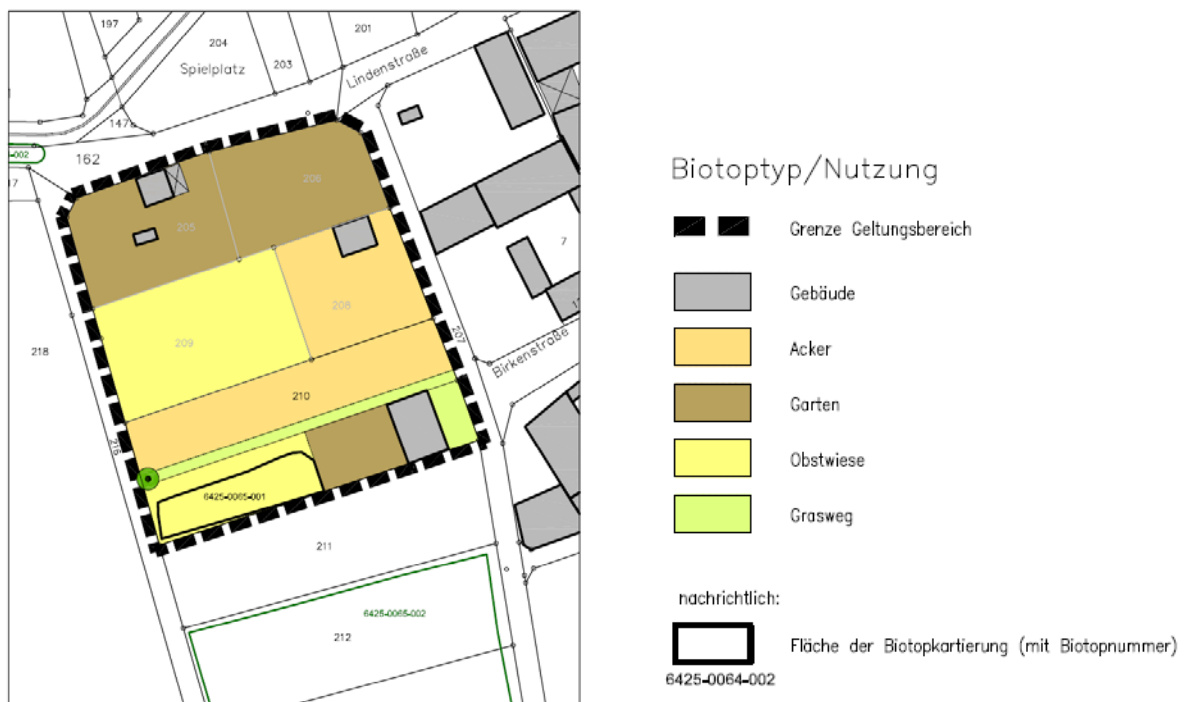 197
204
201
203
Spielplatz
Lindenstraße
147
-002
162
17
206
205
7
208
207
209
218
Birkenstraße
210
216
6425-0065-001
211
6425-0065-002
212
Biotoptyp/Nutzung
Grenze Geltungsbereich
Gebäude
Acker
Garten
Obstwiese
Grasweg
nachrichtlich:
Fläche der Biotopkartierung (mit Biotopnummer)
6425-0064-002